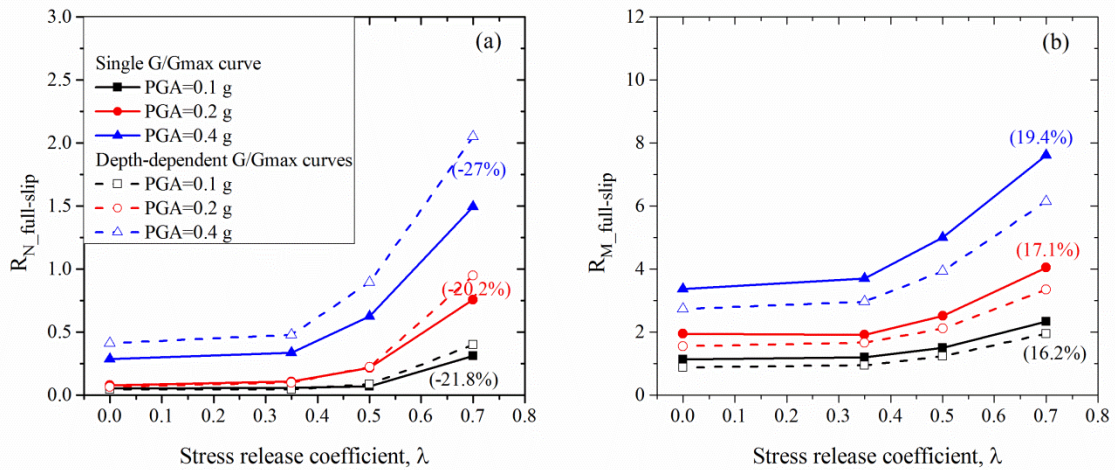 3.0
2.5
2.0
1.5
1.0
0.5
0.0
R_N_full-slip
(a)
Single G/Gmax curve
PGA=0.1 g
PGA=0.2 g
PGA=0.4 g
Depth-dependent G/Gmax curves
PGA=0.1 g
PGA=0.2 g
PGA=0.4 g
(-27%)
(-20.2%)
(-21.8%)
0.0 0.1 0.2 0.3 0.4 0.5 0.6 0.7 0.8
Stress release coefficient, λ
12
10
8
6
4
2
0
R_M_full-slip
(b)
(19.4%)
(17.1%)
(16.2%)
0.0 0.1 0.2 0.3 0.4 0.5 0.6 0.7 0.8
Stress release coefficient, λ